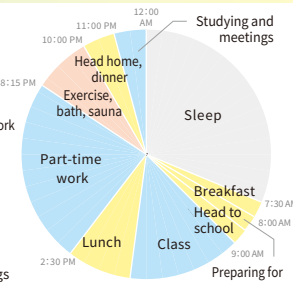 12:00
AM
11:00 PM
10:00 PM
8:15 PM
Studying and
meetings
Head home,
dinner
Exercise,
bath, sauna
Sleep
Part-time
work
Breakfast
7:30 AM
Head to
school
8:00 AM
Lunch
Class
9:00 AM
2:30 PM
Preparing for